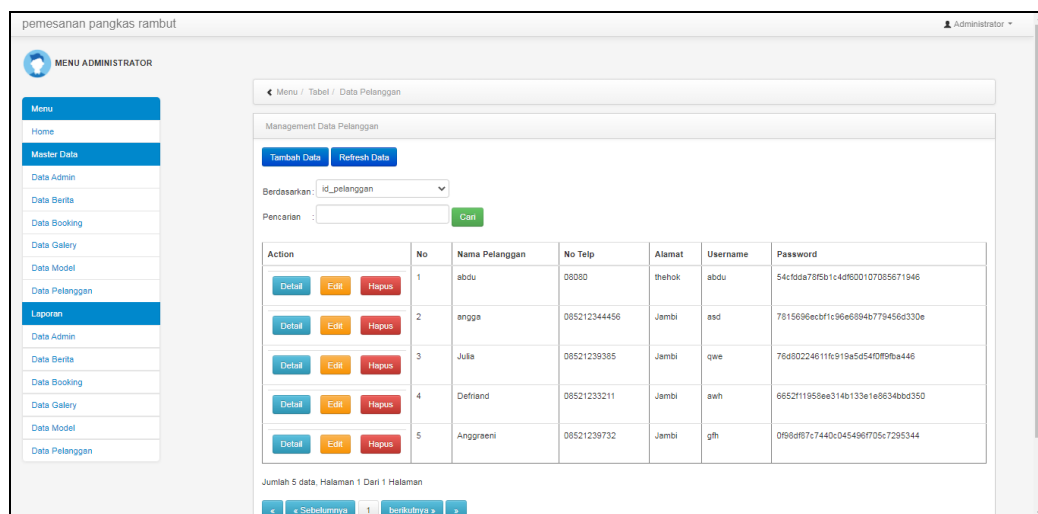 pemesanan pangkas rambut
Administrator
MENU ADMINISTRATOR
Menu
Home
Master Data
Data Admin
Data Berita
Data Booking
Data Galery
Data Model
Data Pelanggan
Laporan
Data Admin
Data Berita
Data Booking
Data Galery
Data Model
Data Pelanggan
Menu / Tabel / Data Pelanggan
Management Data Pelanggan
Tambah Data Refresh Data
Berdasarkan : id_pelanggan
Pencarian : Cari
Action No Nama Pelanggan No Telp Alamat Username Password
Detail Edit Hapus 1 abdu 08080 thehok abdu 54cfdda78f5b1c4df600107085671946
Detail Edit Hapus 2 angga 085212344456 Jambi asd 7815696ecbf1c96e6894b779456d330e
Detail Edit Hapus 3 Julia 08521239385 Jambi qwe 76d80224611fc919a5d54f0ff9fba446
Detail Edit Hapus 4 Defriand 08521233211 Jambi awh 6652f11958ee314b133e1e8634bbd350
Detail Edit Hapus 5 Anggraeni 08521239732 Jambi gfh 0f98df87c7440c045496f705c7295344
Jumlah 5 data, Halaman 1 Dari 1 Halaman
« « Sebelumnya 1 berikutnya » »